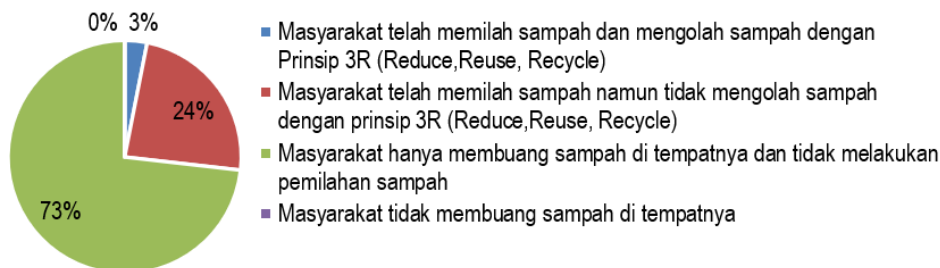 0% 3%
24%
73%
Masyarakat telah memilah sampah dan mengolah sampah dengan
Prinsip 3R (Reduce,Reuse, Recycle)
Masyarakat telah memilah sampah namun tidak mengolah sampah
dengan prinsip 3R (Reduce,Reuse, Recycle)
Masyarakat hanya membuang sampah di tempatnya dan tidak melakukan
pemilahan sampah
Masyarakat tidak membuang sampah di tempatnya